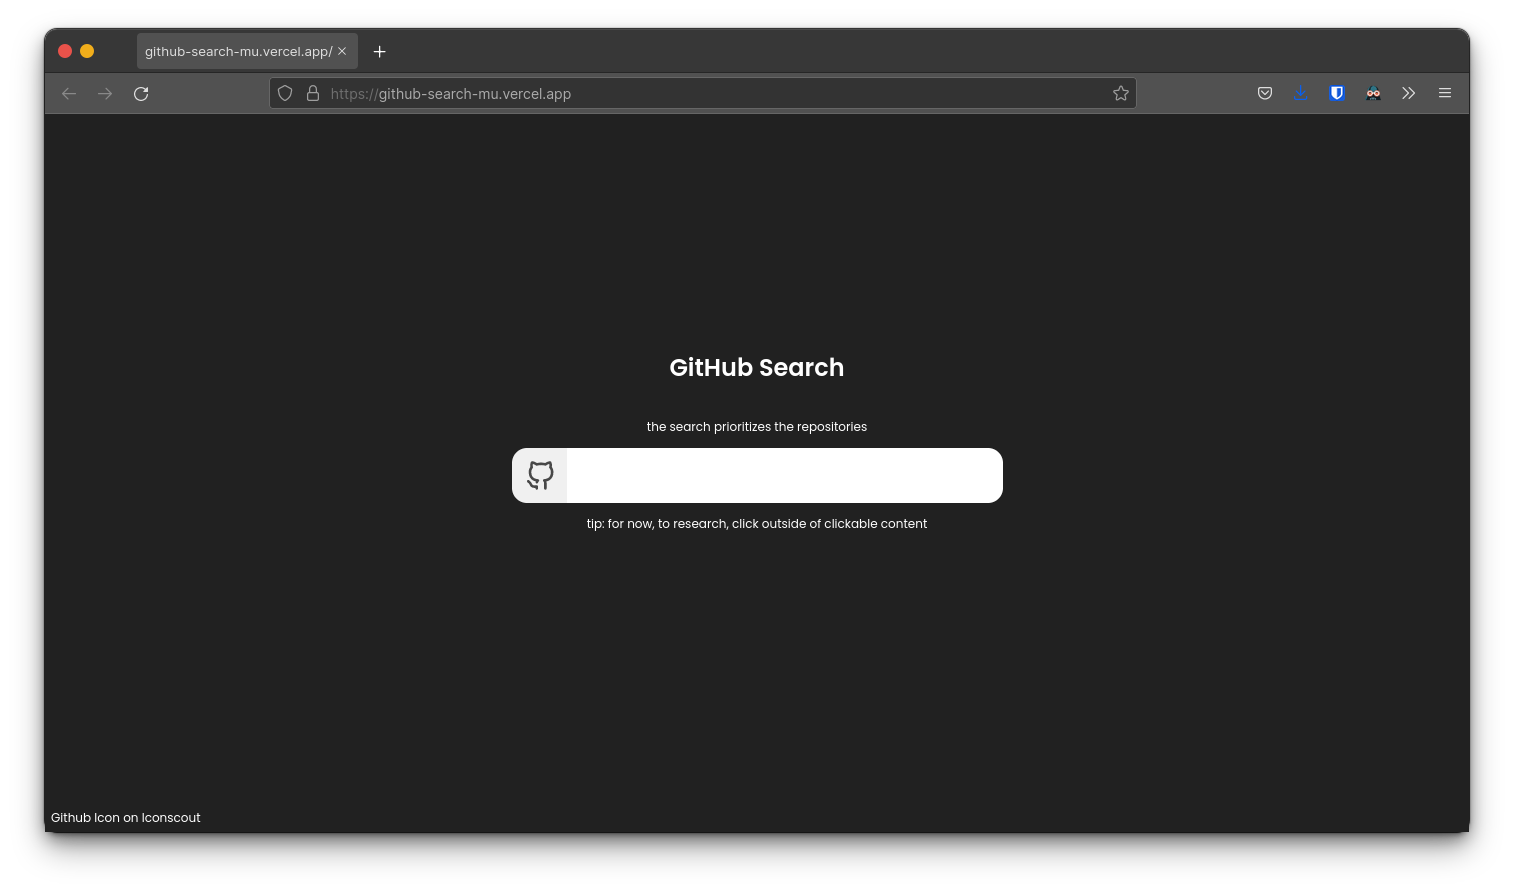 github-search-mu.vercel.app/
https://github-search-mu.vercel.app
GitHub Search
the search prioritizes the repositories
tip: for now, to research, click outside of clickable content
Github Icon on Iconscout